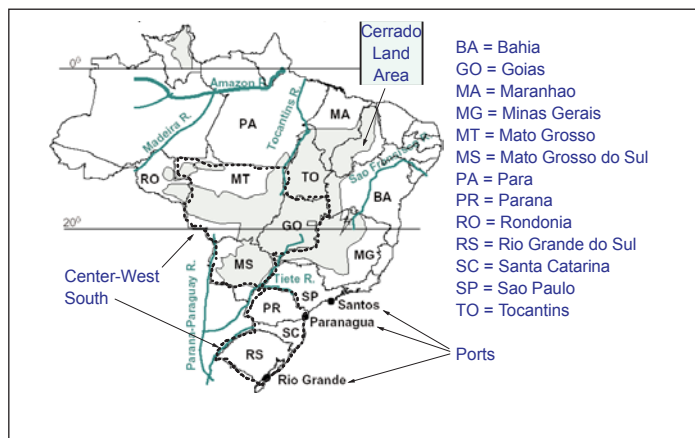 Cerrado
Land
Area
0⁰
Amazon R.
Madeira R.
Tocantins R.
Sao Francisco R.
PA
MA
RO
MT
TO
BA
20⁰
GO
MG
MS
Center-West
South
Parana-Paraguay R.
Tiete R.
SP
Santos
PR
Paranagua
SC
RS
Rio Grande
Ports
BA = Bahia
GO = Goias
MA = Maranhao
MG = Minas Gerais
MT = Mato Grosso
MS = Mato Grosso do Sul
PA = Para
PR = Parana
RO = Rondonia
RS = Rio Grande do Sul
SC = Santa Catarina
SP = Sao Paulo
TO = Tocantins